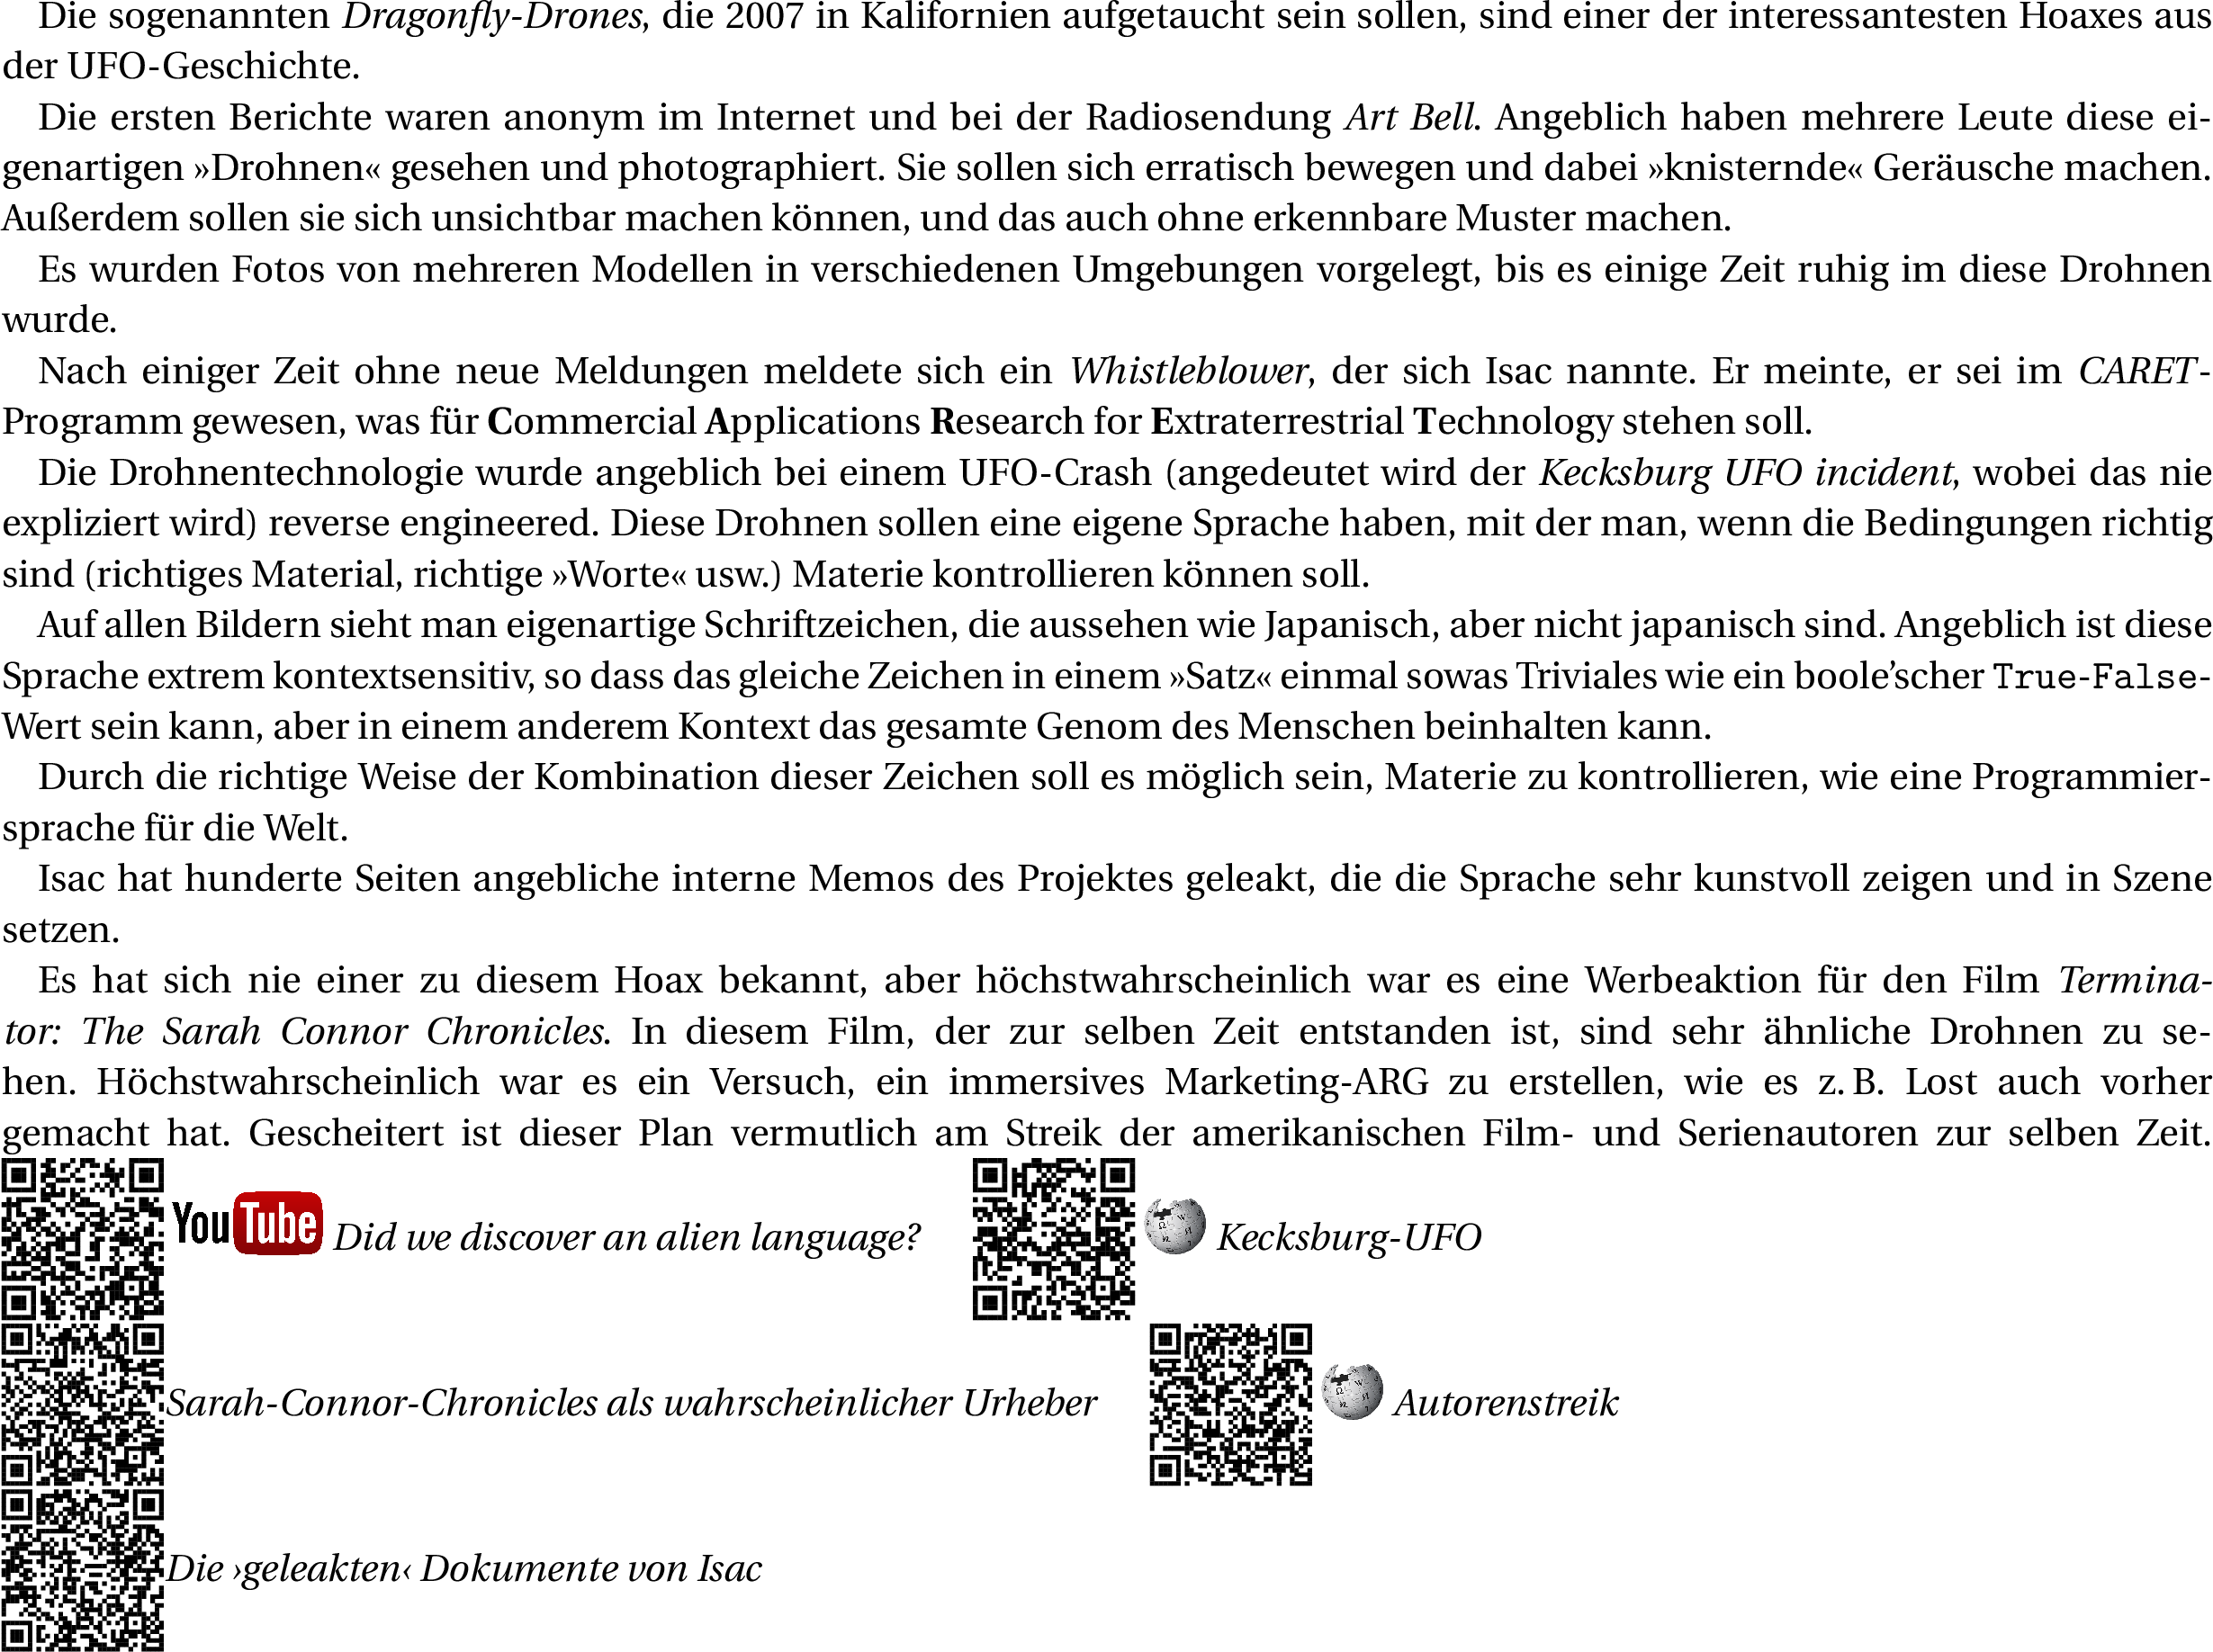 Die sogenannten Dragonfly-Drones, die 2007 in Kalifornien aufgetaucht sein sollen, sind einer der interessantesten Hoaxes aus
der UFO-Geschichte.
Die ersten Berichte waren anonym im Internet und bei der Radiosendung Art Bell. Angeblich haben mehrere Leute diese ei-
genartigen »Drohnen« gesehen und photographiert. Sie sollen sich erratisch bewegen und dabei »knisternde« Geräusche machen.
Außerdem sollen sie sich unsichtbar machen können, und das auch ohne erkennbare Muster machen.
Es wurden Fotos von mehreren Modellen in verschiedenen Umgebungen vorgelegt, bis es einige Zeit ruhig im diese Drohnen
wurde.
Nach einiger Zeit ohne neue Meldungen meldete sich ein Whistleblower, der sich Isac nannte. Er meinte, er sei im CARET-
Programm gewesen, was für Commercial Applications Research for Extraterrestrial Technology stehen soll.
Die Drohnentechnologie wurde angeblich bei einem UFO-Crash (angedeutet wird der Kecksburg UFO incident, wobei das nie
expliziert wird) reverse engineered. Diese Drohnen sollen eine eigene Sprache haben, mit der man, wenn die Bedingungen richtig
sind (richtiges Material, richtige »Worte« usw.) Materie kontrollieren können soll.
Auf allen Bildern sieht man eigenartige Schriftzeichen, die aussehen wie Japanisch, aber nicht japanisch sind. Angeblich ist diese
Sprache extrem kontextsensitiv, so dass das gleiche Zeichen in einem »Satz« einmal sowas Triviales wie ein boole’scher True-False-
Wert sein kann, aber in einem anderem Kontext das gesamte Genom des Menschen beinhalten kann.
Durch die richtige Weise der Kombination dieser Zeichen soll es möglich sein, Materie zu kontrollieren, wie eine Programmier-
sprache für die Welt.
Isac hat hunderte Seiten angebliche interne Memos des Projektes geleakt, die die Sprache sehr kunstvoll zeigen und in Szene
setzen.
Es hat sich nie einer zu diesem Hoax bekannt, aber höchstwahrscheinlich war es eine Werbeaktion für den Film Termina-
tor: The Sarah Connor Chronicles. In diesem Film, der zur selben Zeit entstanden ist, sind sehr ähnliche Drohnen zu se-
hen. Höchstwahrscheinlich war es ein Versuch, ein immersives Marketing-ARG zu erstellen, wie es z. B. Lost auch vorher
gemacht hat. Gescheitert ist dieser Plan vermutlich am Streik der amerikanischen Film- und Serienautoren zur selben Zeit.
YouTube Did we discover an alien language? Kecksburg-UFO
Sarah-Connor-Chronicles als wahrscheinlicher Urheber Autorenstreik
Die ›geleakten‹ Dokumente von Isac